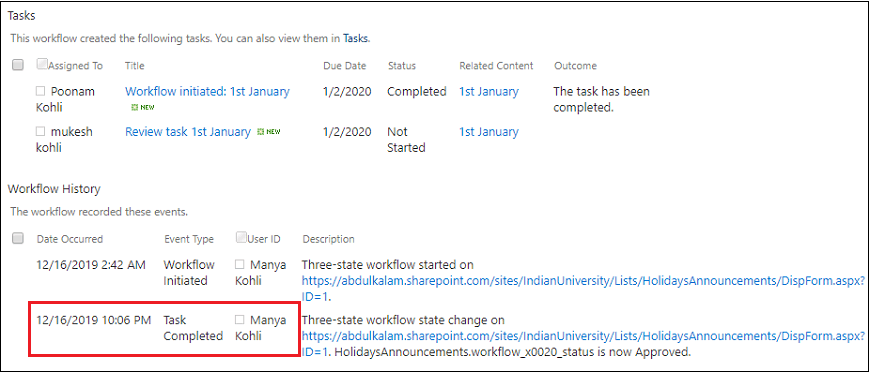 Tasks
This workflow created the following tasks. You can also view them in Tasks.
Assigned To Title Due Date Status Related Content Outcome
Poonam Workflow initiated: 1st January 1/2/2020 Completed 1st January The task has been
Kohli NEW completed.
mukesh Review task 1st January NEW 1/2/2020 Not 1st January
kohli Started
Workflow History
The workflow recorded these events.
Date Occurred Event Type User ID Description
12/16/2019 2:42 AM Workflow Manya Three-state workflow started on
Initiated Kohli https://abdulkalam.sharepoint.com/sites/IndianUniversity/Lists/HolidaysAnnouncements/DispForm.aspx?
ID=1.
12/16/2019 10:06 PM Task Manya Three-state workflow state change on
Completed Kohli https://abdulkalam.sharepoint.com/sites/IndianUniversity/Lists/HolidaysAnnouncements/DispForm.aspx?
ID=1. HolidaysAnnouncements.workflow_x0020_status is now Approved.